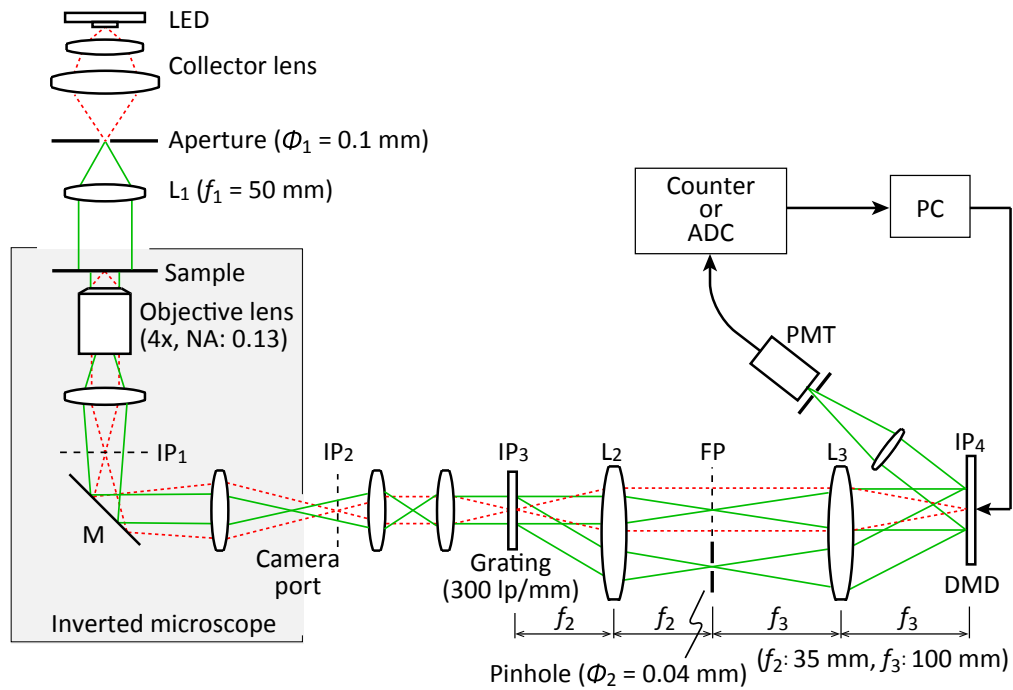 LED
Collector lens
Aperture (Φ₁ = 0.1 mm)
L₁ (f₁ = 50 mm)
Sample
Objective lens
(4x, NA: 0.13)
IP₁
M
Inverted microscope
IP₂
Camera
port
IP₃
Grating
(300 lp/mm)
L₂
FP
L₃
IP₄
DMD
Counter
or
ADC
PC
PMT
f₂
f₂
f₃
f₃
Pinhole (Φ₂ = 0.04 mm)
(f₂: 35 mm, f₃: 100 mm)